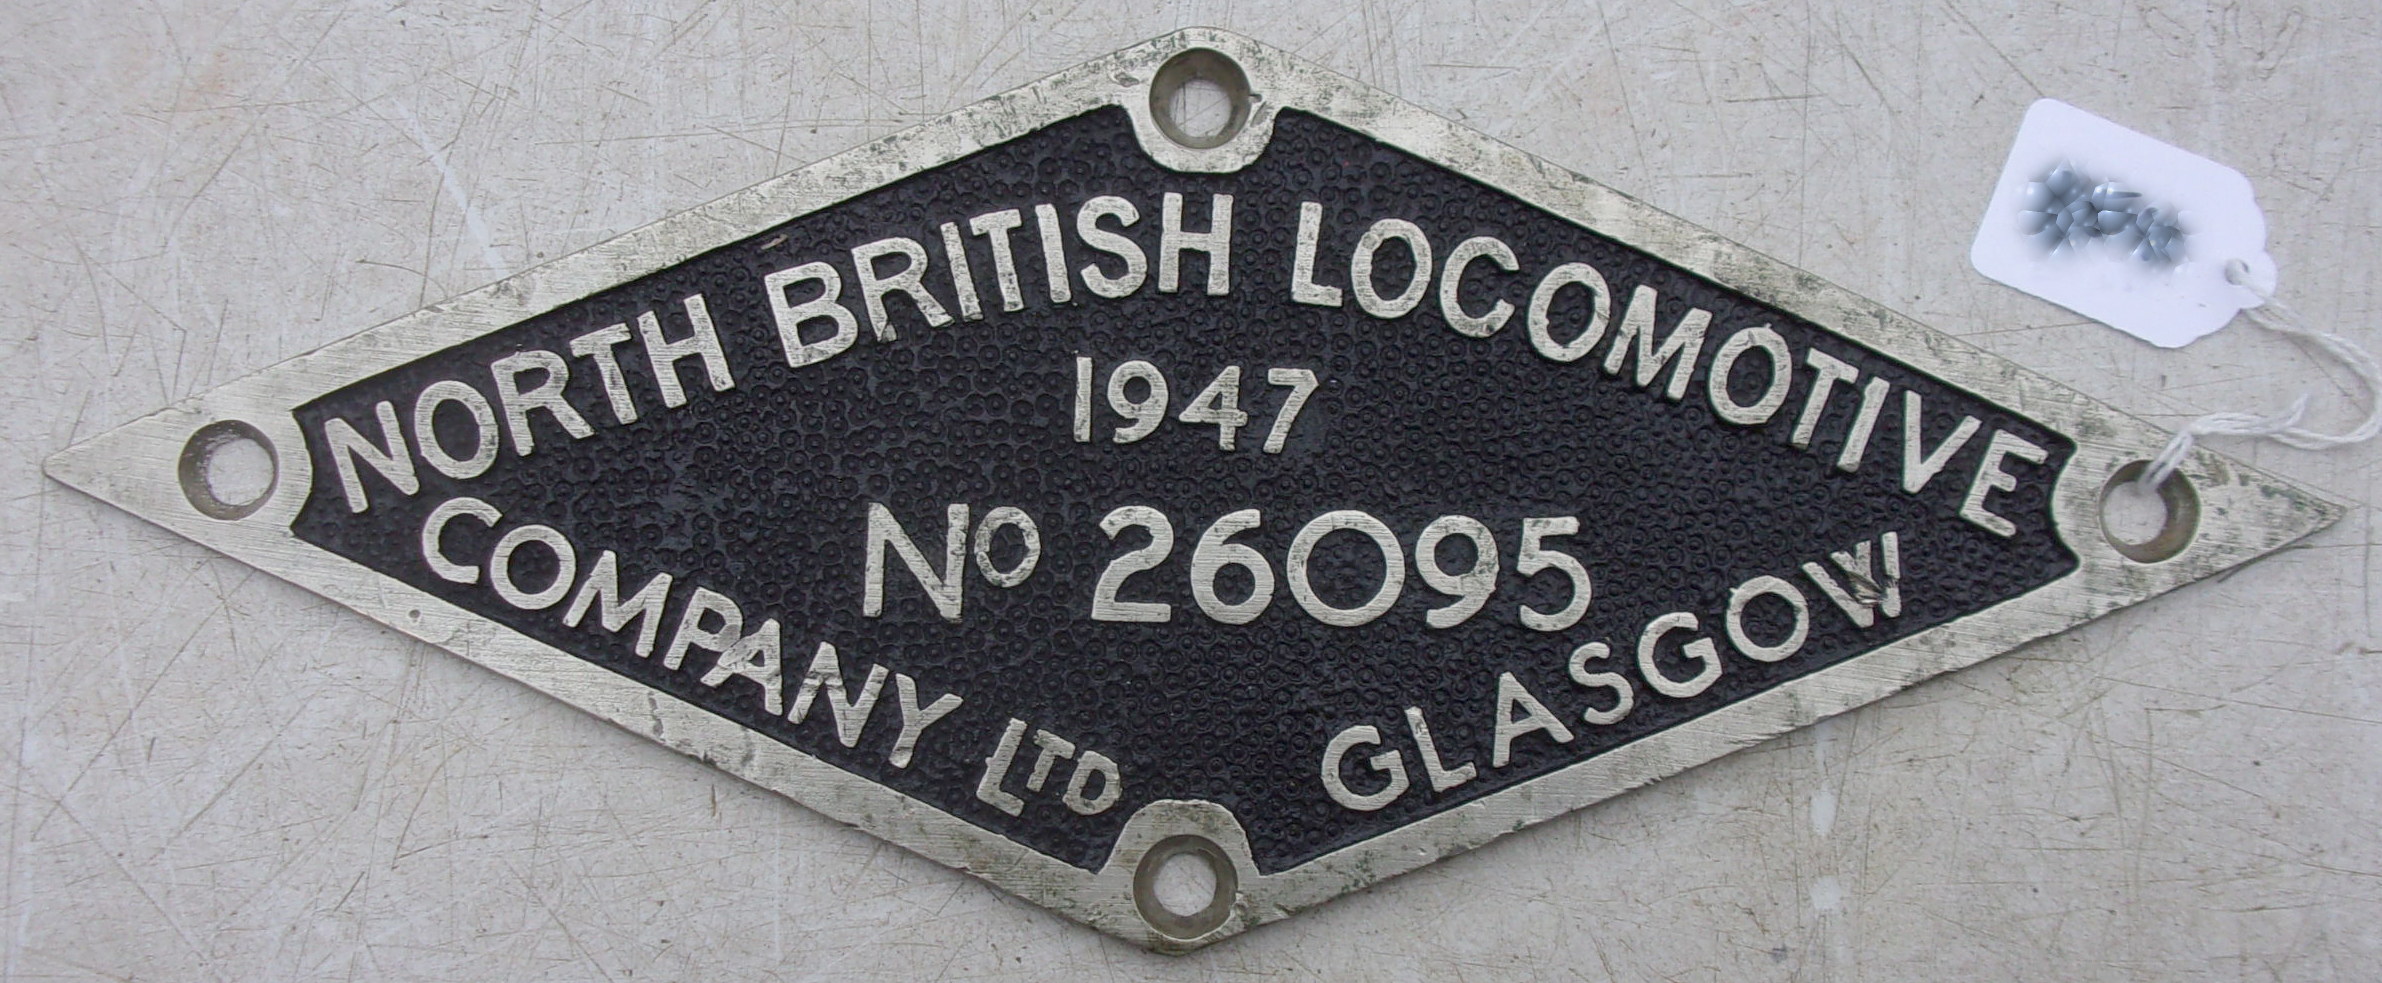 NORTH BRITISH LOCOMOTIVE
1947
No 26095
COMPANY LTD
GLASGOW